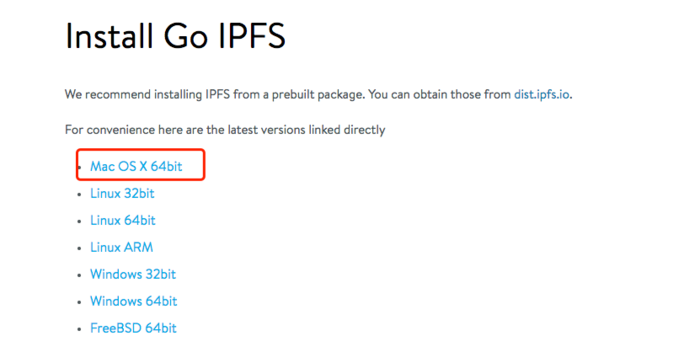 Install Go IPFS
We recommend installing IPFS from a prebuilt package. You can obtain those from dist.ipfs.io.
For convenience here are the latest versions linked directly
Mac OS X 64bit
Linux 32bit
Linux 64bit
Linux ARM
Windows 32bit
Windows 64bit
FreeBSD 64bit